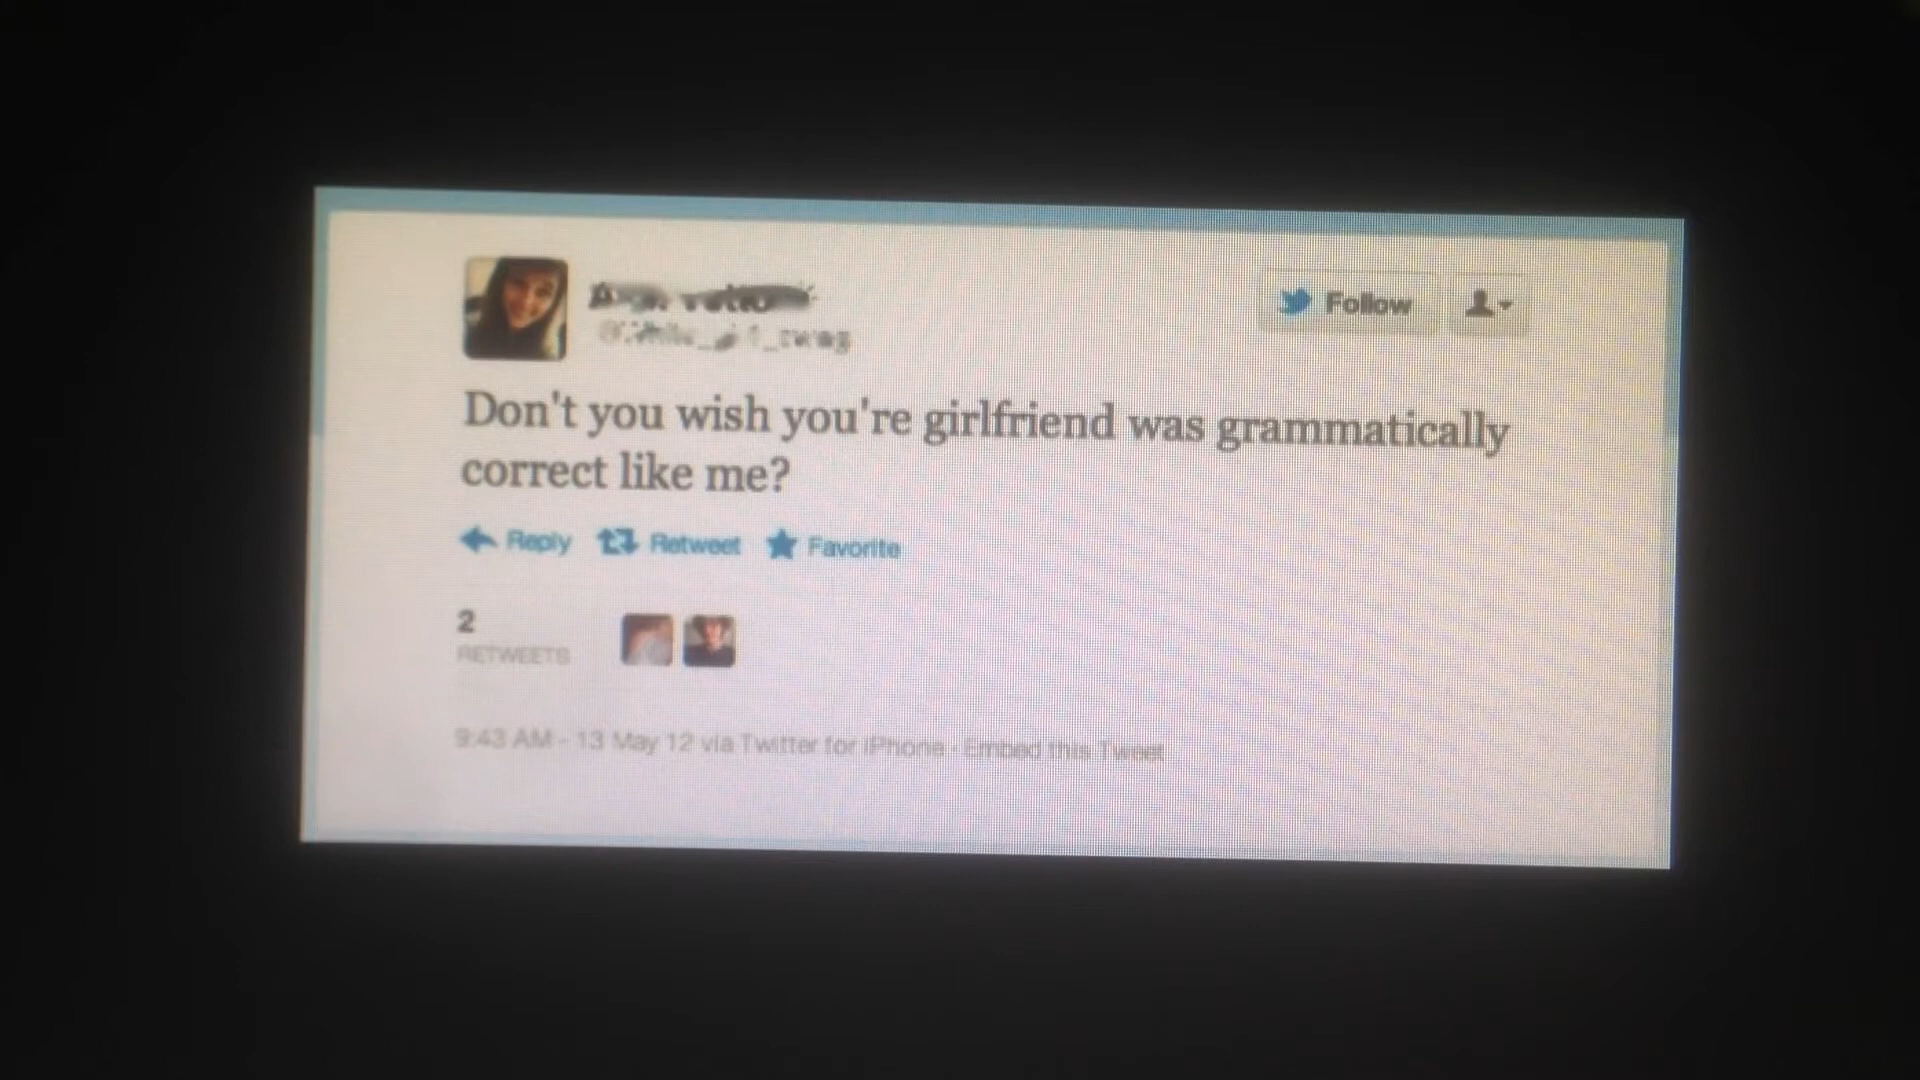 Follow
Don't you wish you're girlfriend was grammatically
correct like me?
Reply Retweet Favorite
2
RETWEETS
9:43 AM - 13 May 12 via Twitter for iPhone · Embed this Tweet